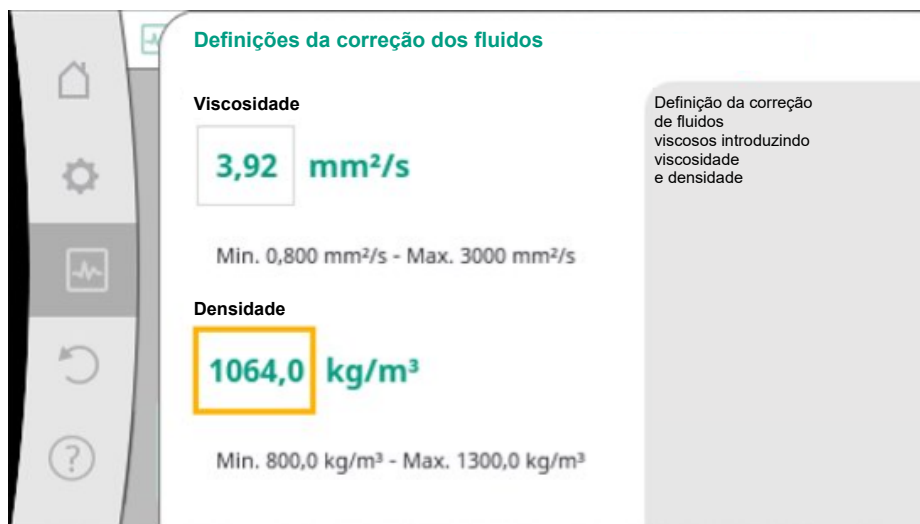 Definições da correção dos fluidos
Viscosidade
3,92 mm²/s
Min. 0,800 mm²/s - Max. 3000 mm²/s
Densidade
1064,0 kg/m³
Min. 800,0 kg/m³ - Max. 1300,0 kg/m³
Definição da correção
de fluidos
viscosos introduzindo
viscosidade
e densidade
?